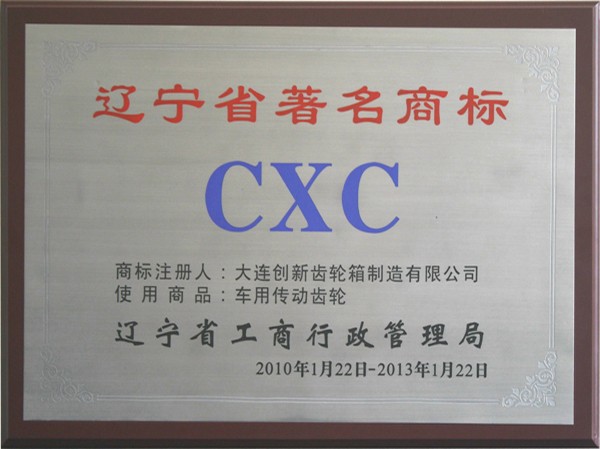 辽宁省著名商标
CXC
商标注册人：大连创新齿轮箱制造有限公司
使用商品：车用传动齿轮
辽宁省工商行政管理局
2010年1月22日-2013年1月22日